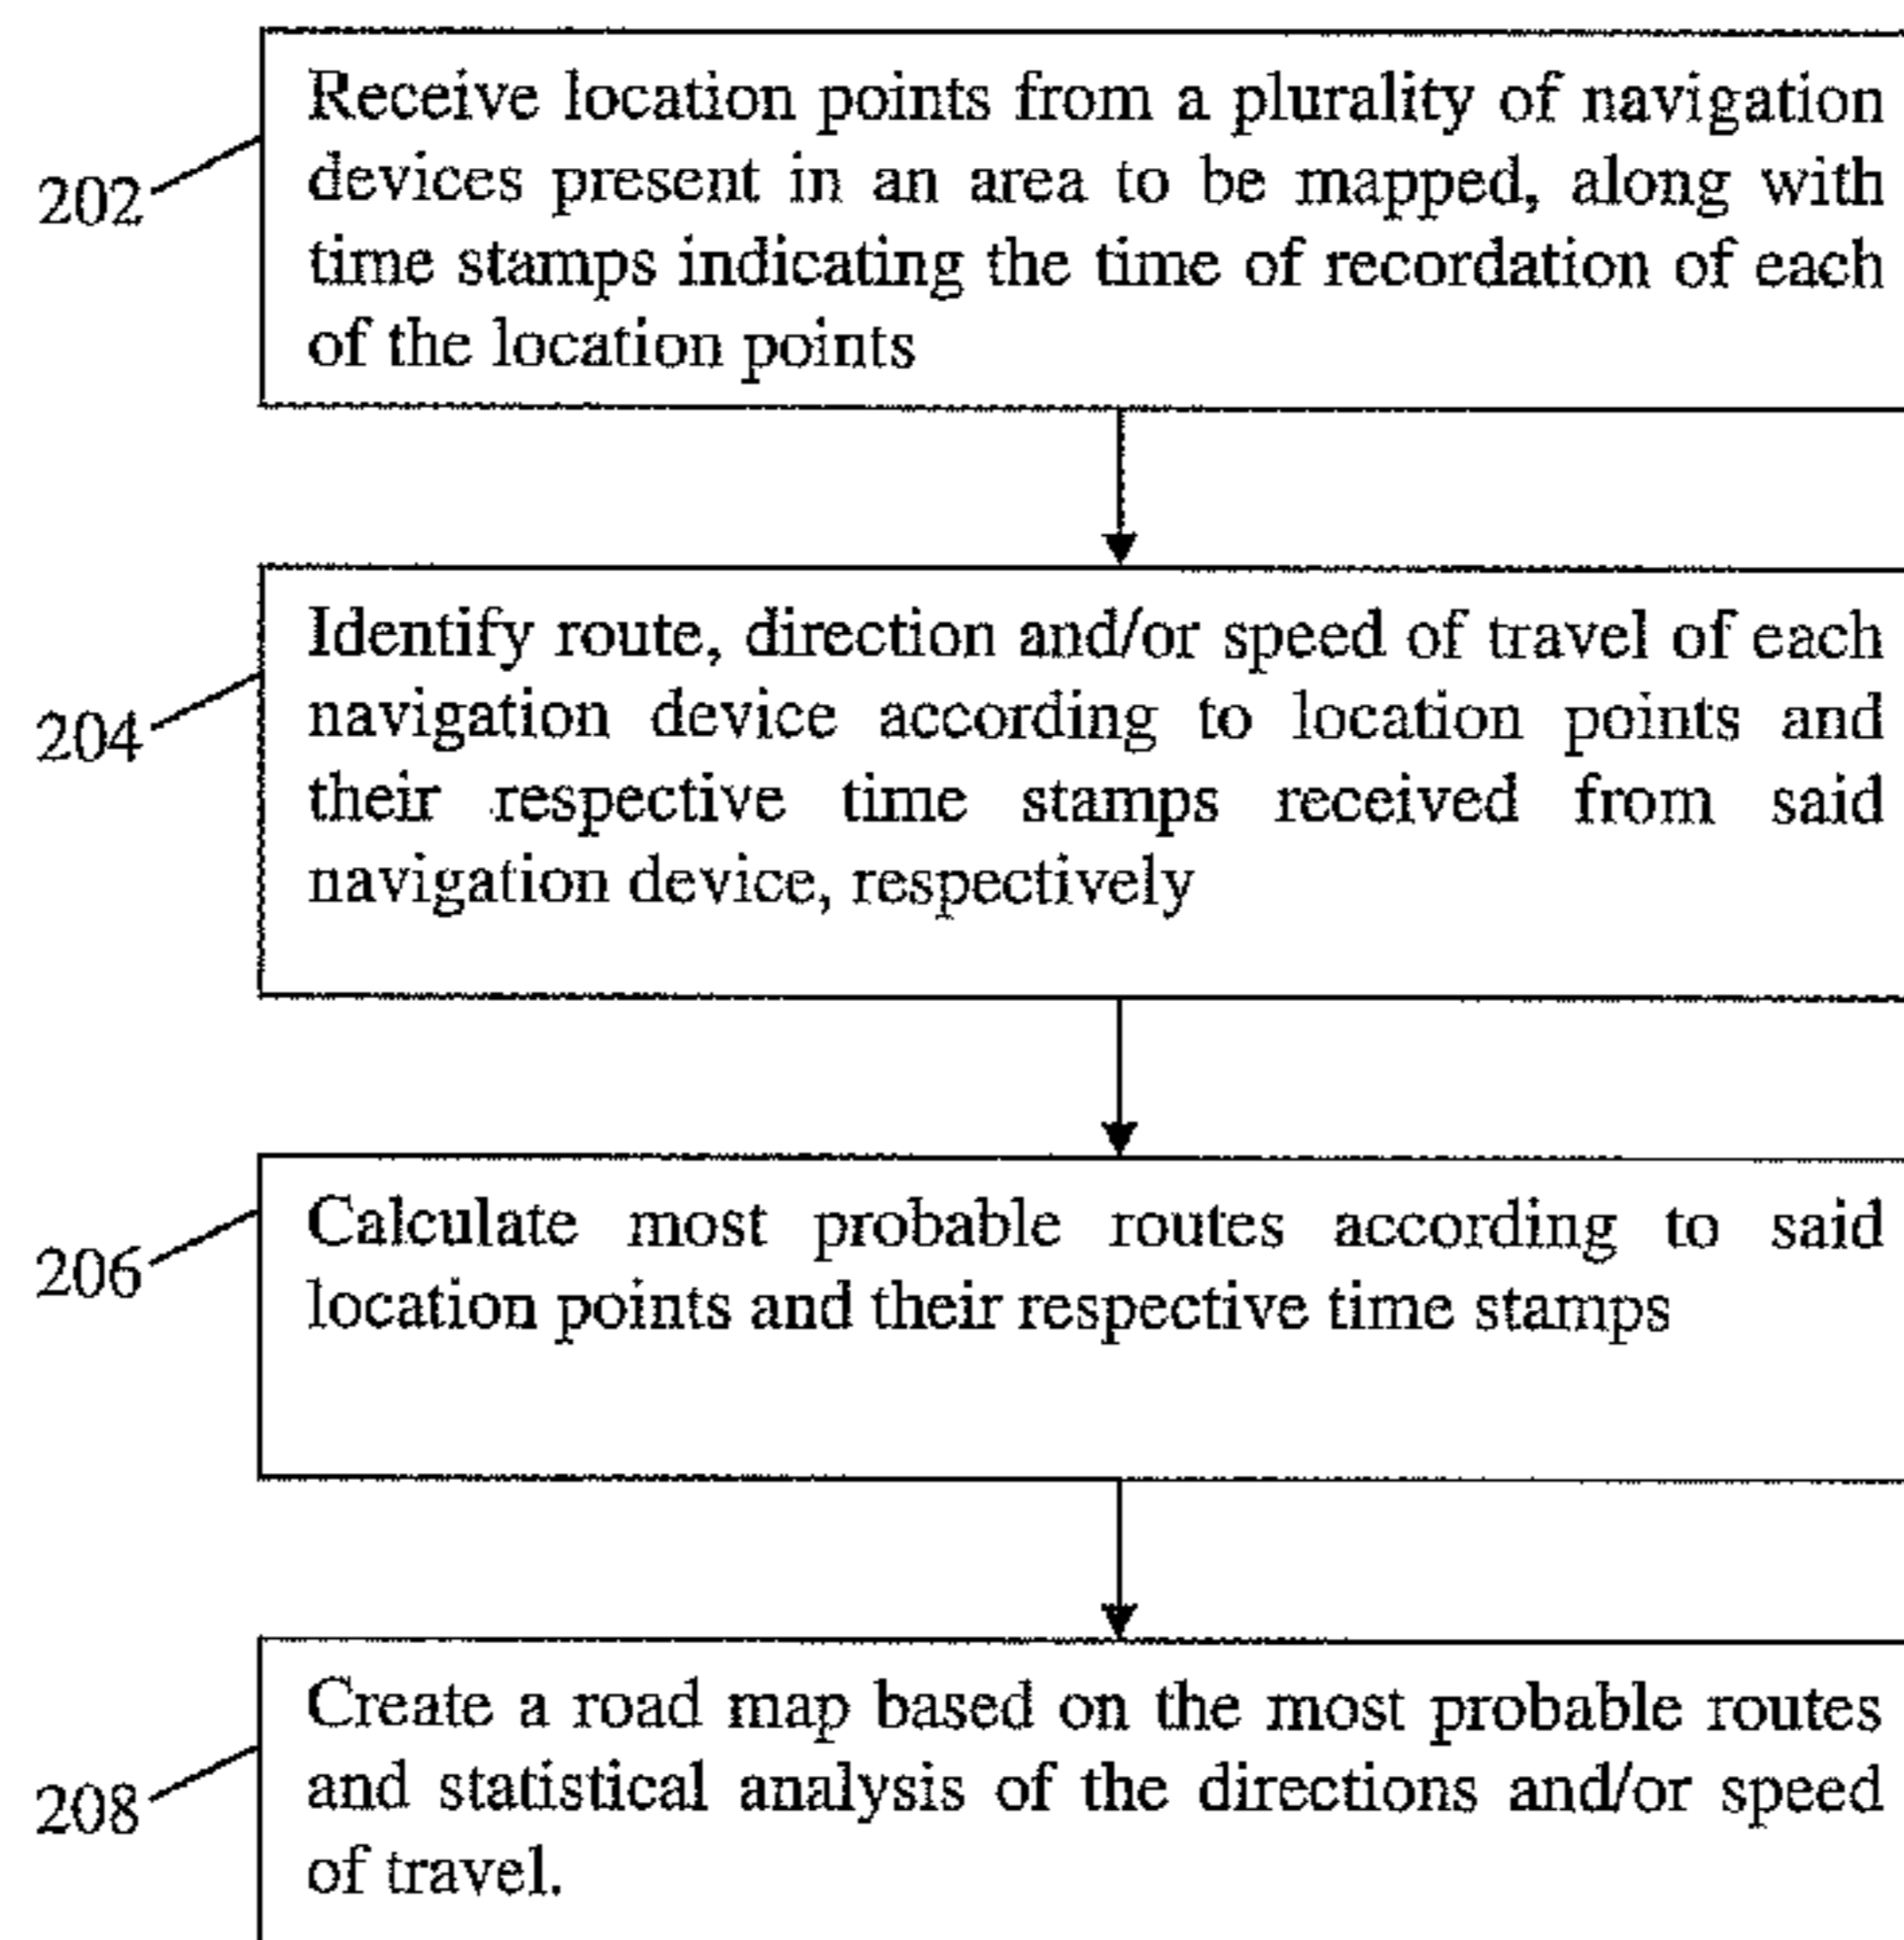 Receive location points from a plurality of navigation
devices present in an area to be mapped, along with
202
time stamps indicating the time of recordation of each
of the location points
Identify route, direction and/or speed of travel of each
navigation device according to location points and
204
their respective time stamps received from said
navigation device, respectively
Calculate most probable routes according to said
206
location points and their respective time stamps
Create a road map based on the most probable routes
and statistical analysis of the directions and/or speed
208
of travel.